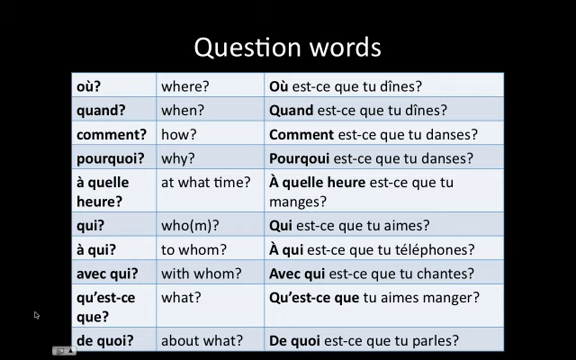 Question words
où? where? Où est-ce que tu dînes?
quand? when? Quand est-ce que tu dînes?
comment? how? Comment est-ce que tu danses?
pourquoi? why? Pourqoui est-ce que tu danses?
à quelle heure? at what time? À quelle heure est-ce que tu manges?
qui? who(m)? Qui est-ce que tu aimes?
à qui? to whom? À qui est-ce que tu téléphones?
avec qui? with whom? Avec qui est-ce que tu chantes?
qu'est-ce que? what? Qu'est-ce que tu aimes manger?
de quoi? about what? De quoi est-ce que tu parles?